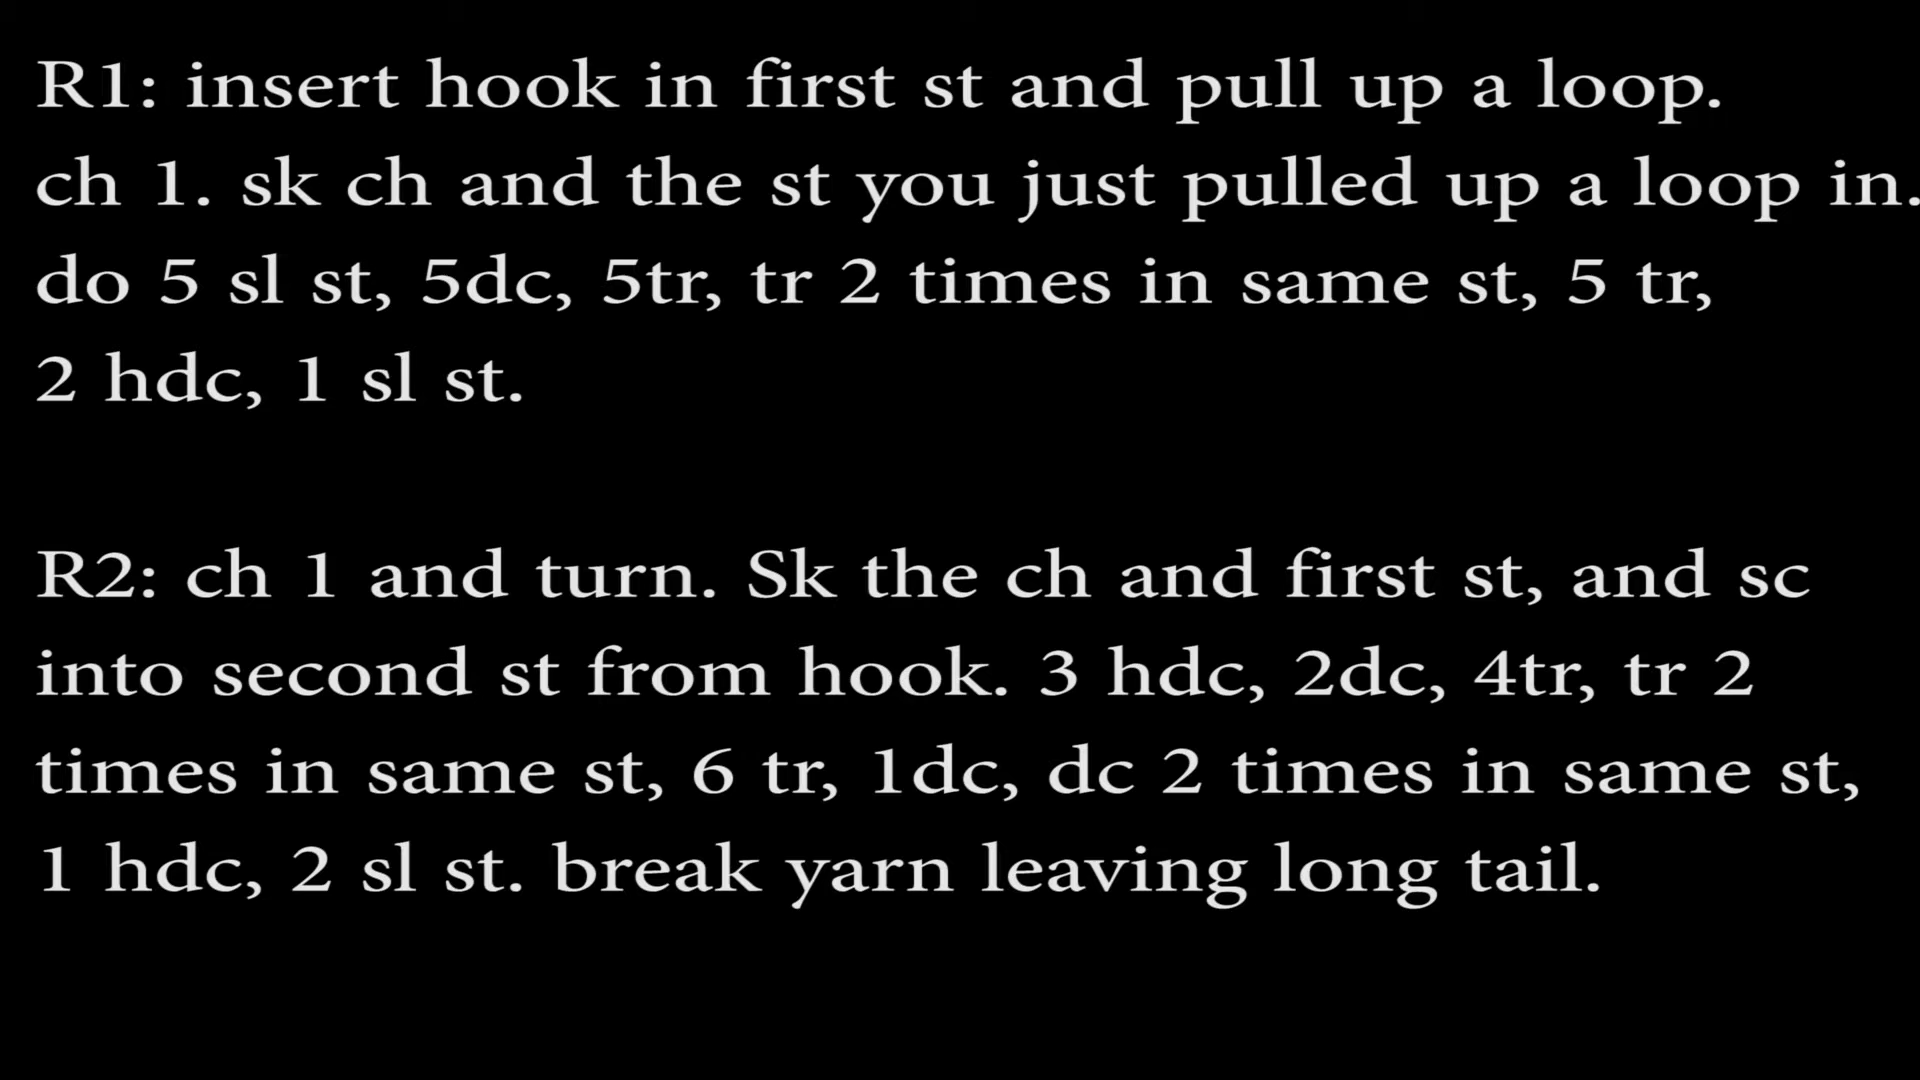 R1: insert hook in first st and pull up a loop.
ch 1. sk ch and the st you just pulled up a loop in.
do 5 sl st, 5dc, 5tr, tr 2 times in same st, 5 tr,
2 hdc, 1 sl st.
R2: ch 1 and turn. Sk the ch and first st, and sc
into second st from hook. 3 hdc, 2dc, 4tr, tr 2
times in same st, 6 tr, 1dc, dc 2 times in same st,
1 hdc, 2 sl st. break yarn leaving long tail.